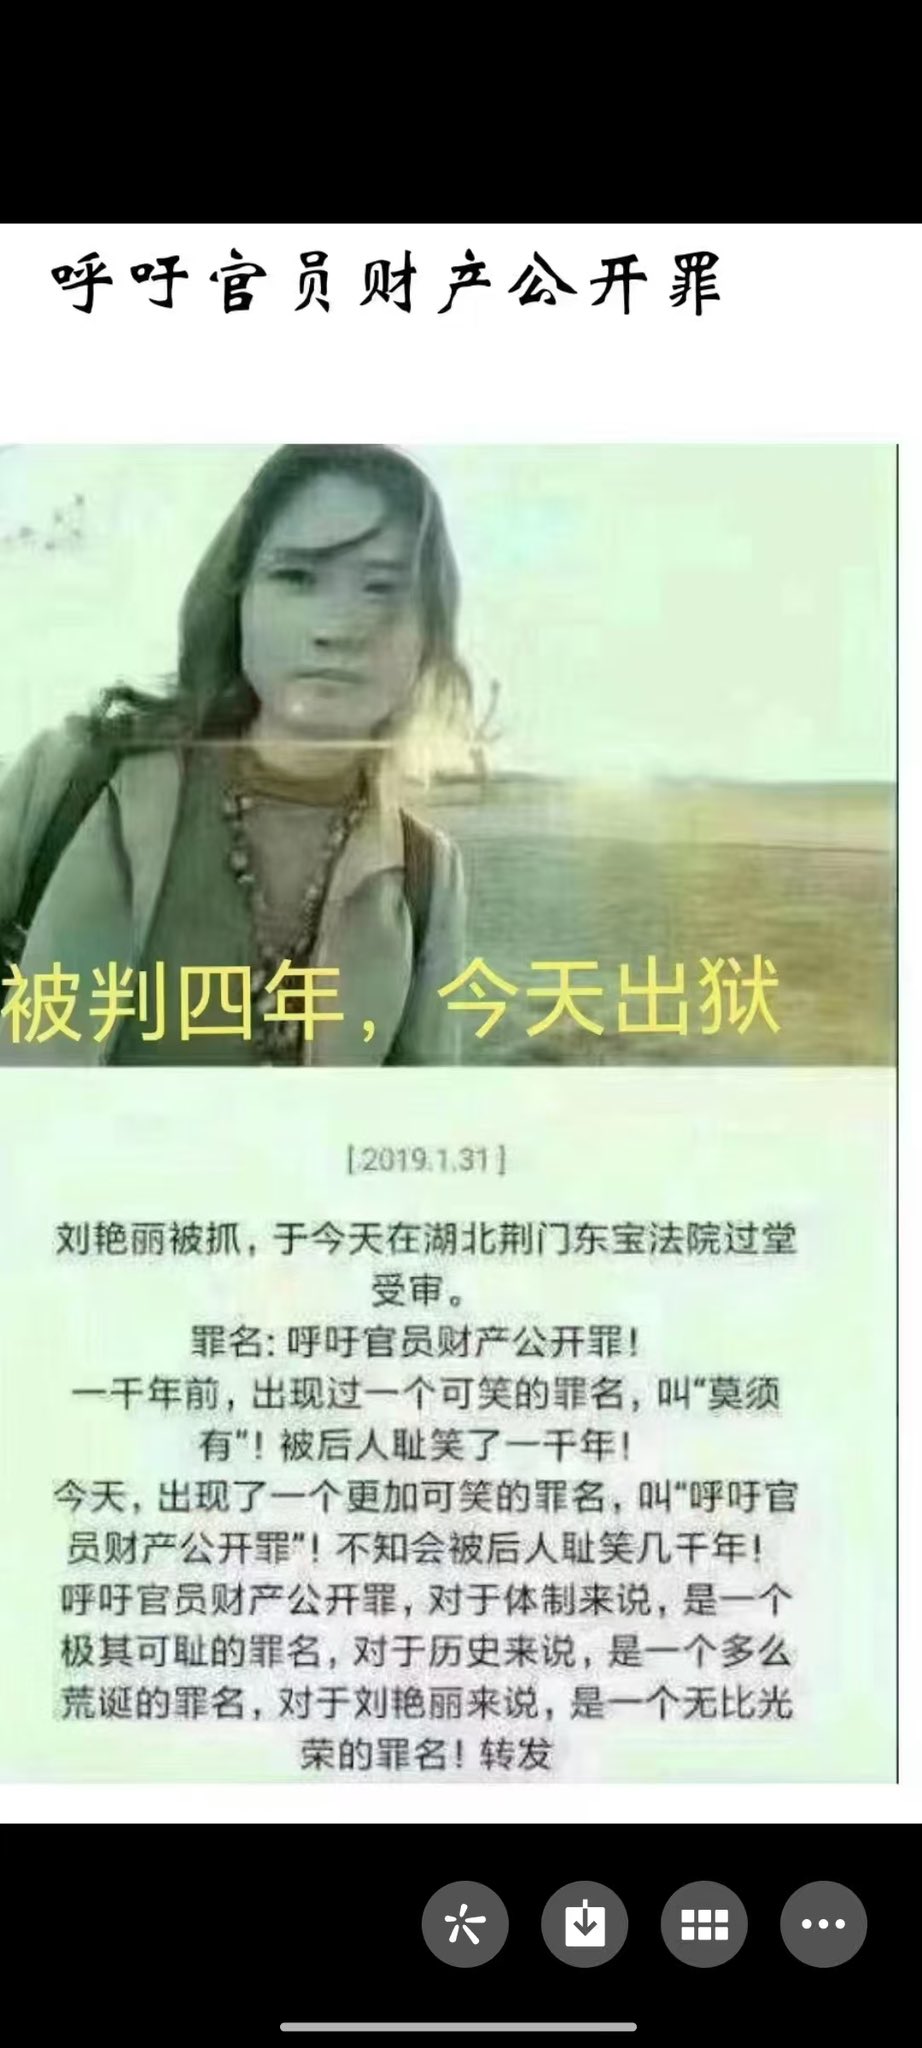 呼吁官员财产公开罪
被判四年，今天出狱
[ 2019.1.31 ]
刘艳丽被抓，于今天在湖北荆门东宝法院过堂
受审。
罪名: 呼吁官员财产公开罪！
一千年前，出现过一个可笑的罪名，叫“莫须
有”！被后人耻笑了一千年！
今天，出现了一个更加可笑的罪名，叫“呼吁官
员财产公开罪”！不知会被后人耻笑几千年！
呼吁官员财产公开罪，对于体制来说，是一个
极其可耻的罪名，对于历史来说，是一个多么
荒诞的罪名，对于刘艳丽来说，是一个无比光
荣的罪名！转发